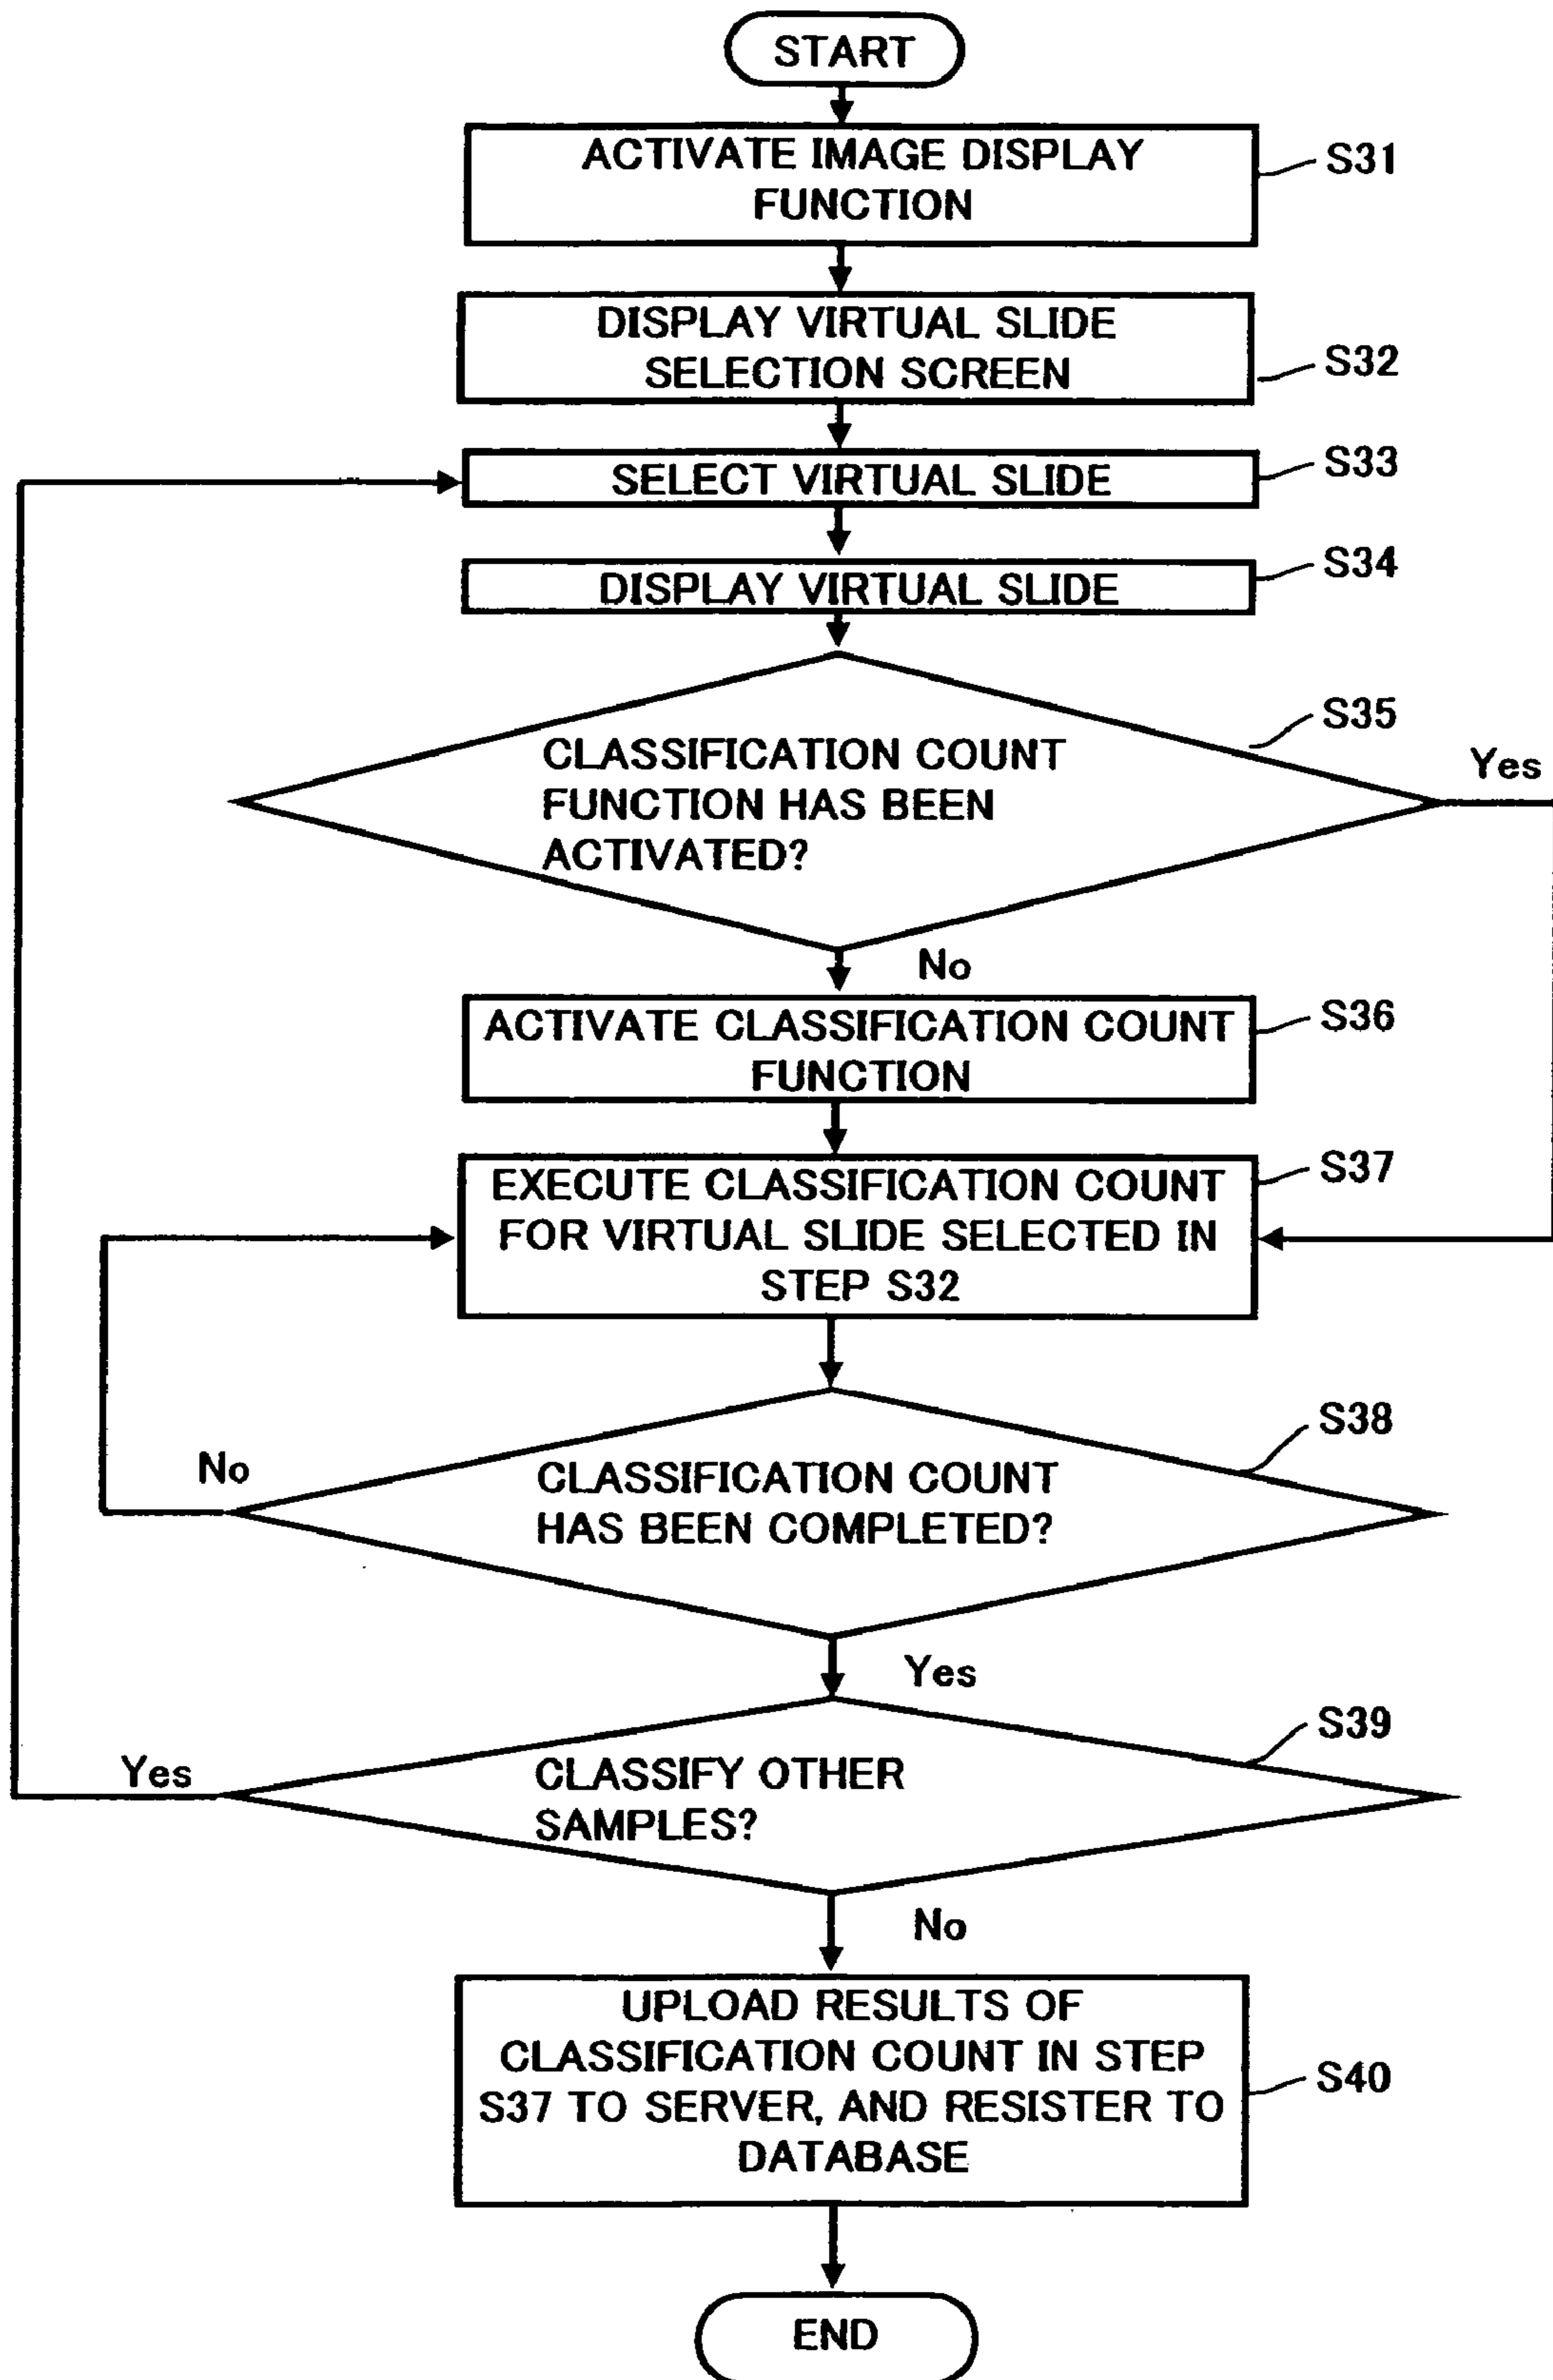 START
ACTIVATE IMAGE DISPLAY
FUNCTION
S31
DISPLAY VIRTUAL SLIDE
SELECTION SCREEN
S32
SELECT VIRTUAL SLIDE
S33
DISPLAY VIRTUAL SLIDE
S34
CLASSIFICATION COUNT
FUNCTION HAS BEEN
ACTIVATED?
S35
Yes
No
ACTIVATE CLASSIFICATION COUNT
FUNCTION
S36
EXECUTE CLASSIFICATION COUNT
FOR VIRTUAL SLIDE SELECTED IN
STEP S32
S37
CLASSIFICATION COUNT
HAS BEEN COMPLETED?
S38
No
Yes
CLASSIFY OTHER
SAMPLES?
S39
Yes
No
UPLOAD RESULTS OF
CLASSIFICATION COUNT IN STEP
S37 TO SERVER, AND RESISTER TO
DATABASE
S40
END